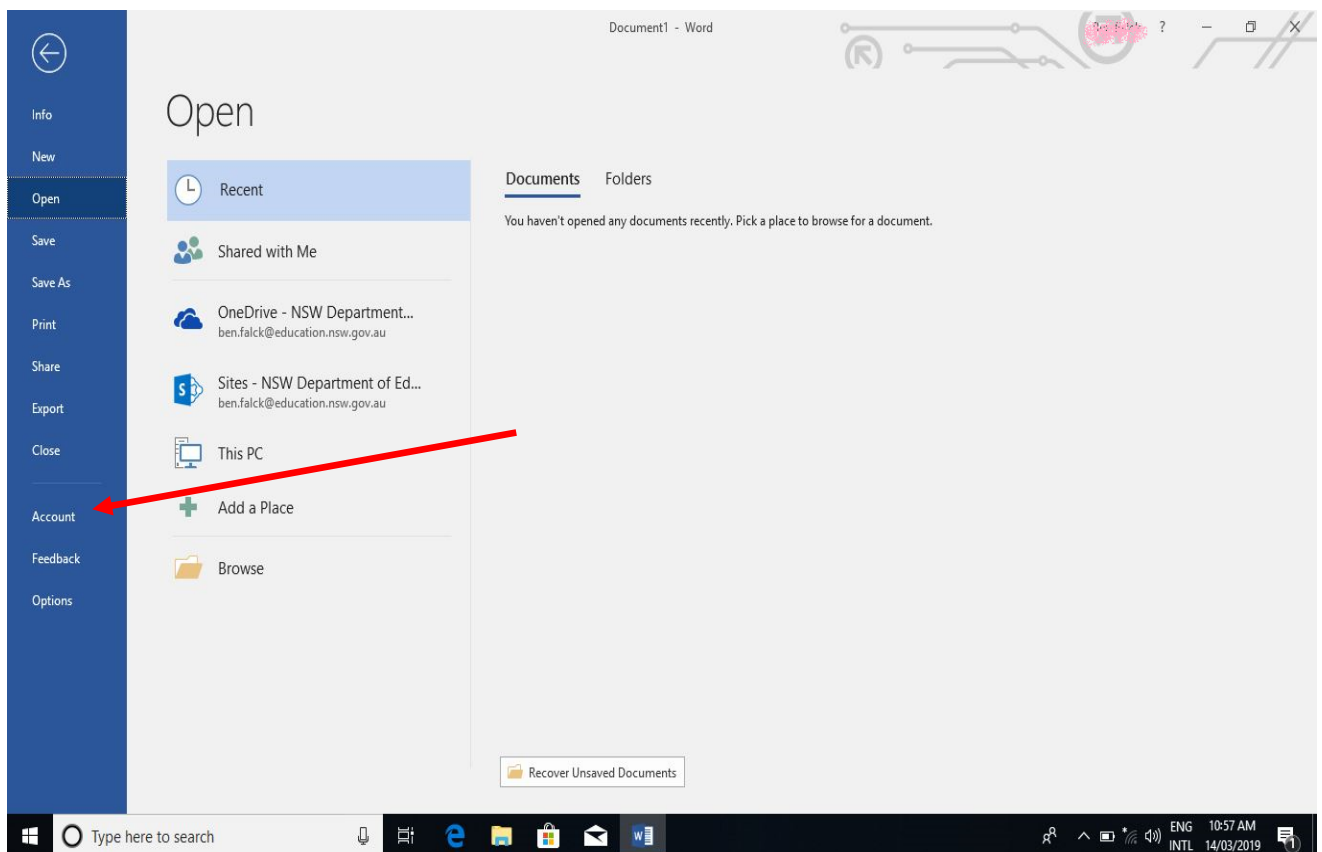 Document1 - Word
?
Info
New
Open
Save
Save As
Print
Share
Export
Close
Account
Feedback
Options
Open
Recent
Shared with Me
OneDrive - NSW Department...
ben.falck@education.nsw.gov.au
Sites - NSW Department of Ed...
ben.falck@education.nsw.gov.au
This PC
Add a Place
Browse
Documents Folders
You haven't opened any documents recently. Pick a place to browse for a document.
Recover Unsaved Documents
Type here to search
ENG 10:57 AM
INTL 14/03/2019
1